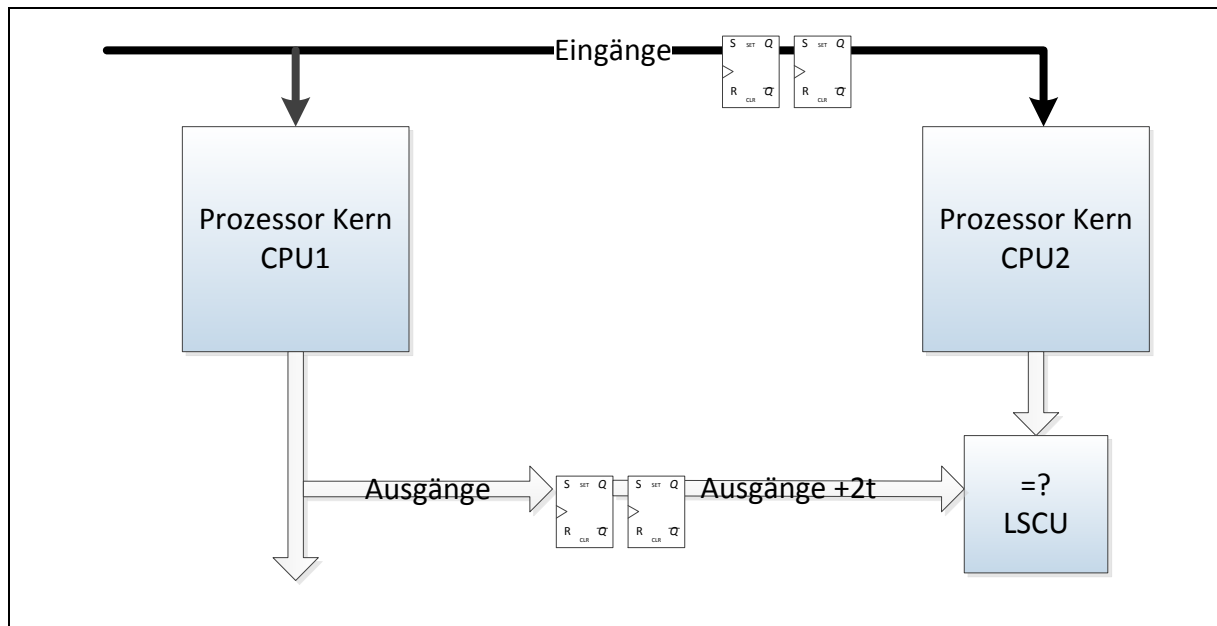 Eingänge
S SET Q
R CLR Q
S SET Q
R CLR Q
Prozessor Kern
CPU1
Prozessor Kern
CPU2
Ausgänge
S SET Q
R CLR Q
S SET Q
R CLR Q
Ausgänge +2t
=?
LSCU